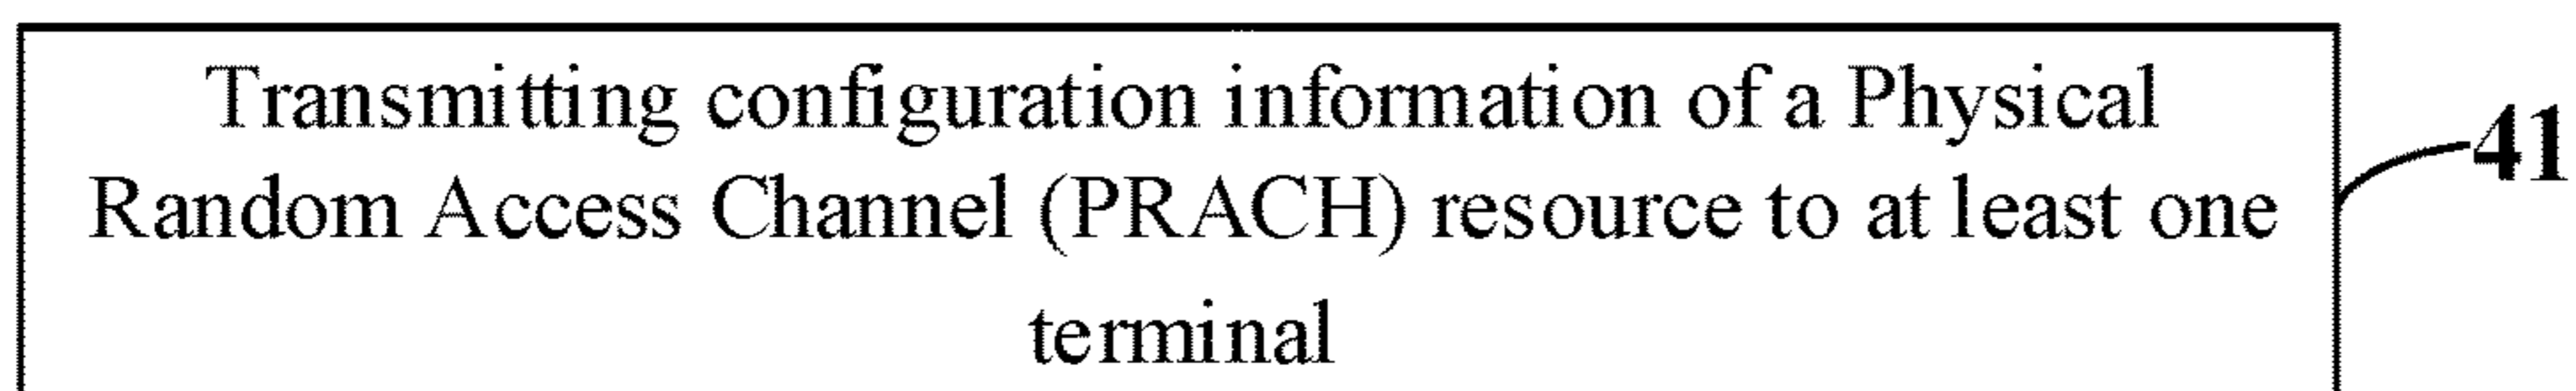 Transmitting configuration information of a Physical
Random Access Channel (PRACH) resource to at least one
terminal
41